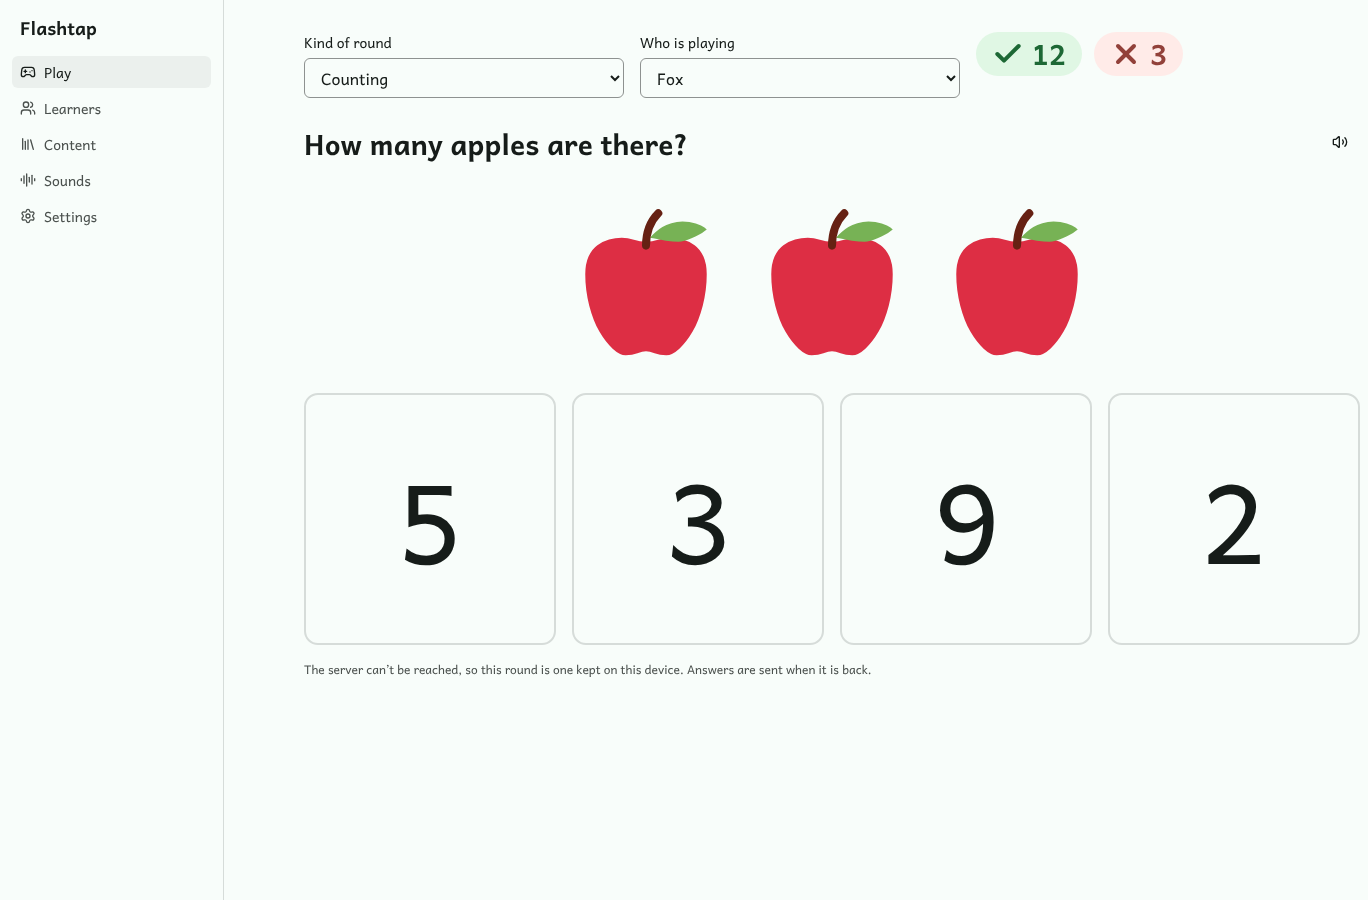 Flashtap
Play
Learners
Content
Sounds
Settings
Kind of round
Counting
Who is playing
Fox
12
3
How many apples are there?
5
3
9
2
The server can't be reached, so this round is one kept on this device. Answers are sent when it is back.